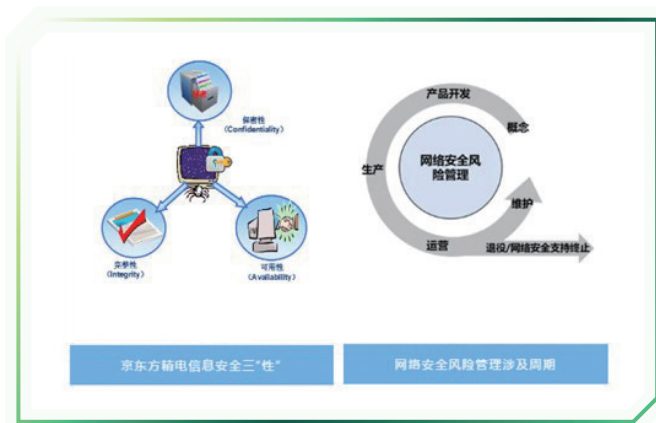 保密性
(Confidentiality)
完整性
(Integrity)
可用性
(Availability)
京东方精电信息安全三“性”
产品开发
概念
网络安全风
险管理
生产
维护
运营
退役/网络安全支持终止
网络安全风险管理涉及周期